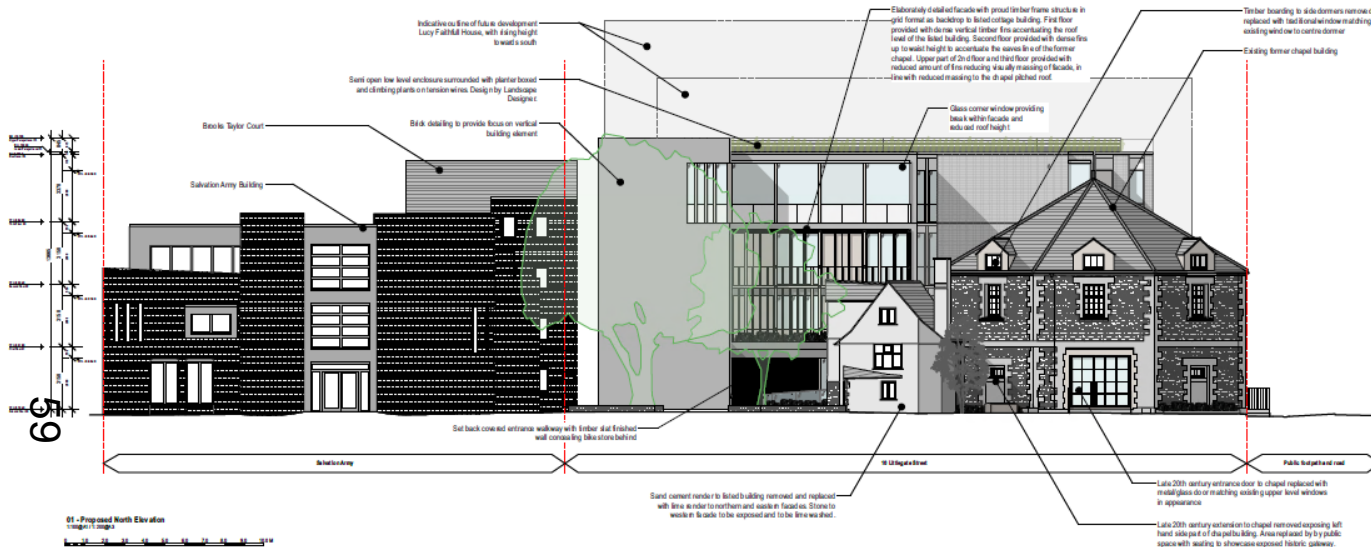 Indicative outline of future development
Lucy Faithfull House, with rising height
towards south
Semi open low level enclosure surrounded with planter boxed
and climbing plants on tension wires. Design by Landscape
Designer.
Brooks Taylor Court
Brick detailing to provide focus on vertical
building element
Salvation Army Building
Elaborately detailed facade with proud timber frame structure in
grid format as backdrop to listed cottage building. First floor
provided with dense vertical timber fins accentuating the roof
level of the listed building. Second floor provided with dense fins
up to waist height to accentuate the eaves line of the former
chapel. Upper part of 2nd floor and third floor provided with
reduced amount of fins reducing visually massing of facade, in
line with reduced massing to the chapel pitched roof.
Glass corner window providing
break within facade and
reduced roof height
Timber boarding to side dormers removed
replaced with traditional window matching
existing window to centre dormer
Existing former chapel building
59
Set back covered entrance walkway with timber slat finished
wall concealing bike store behind
Salvation Army
16 Littlegate Street
Public footpath and road
Sand cement render to listed building removed and replaced
with lime render to northern and eastern facades. Stone to
western facade to be exposed and to be lime washed.
Late 20th century entrance door to chapel replaced with
metal/glass door matching existing upper level windows
in appearance
Late 20th century extension to chapel removed exposing left
hand side part of chapel building. Area replaced by by public
space with seating to showcase exposed historic gateway.
01 - Proposed North Elevation